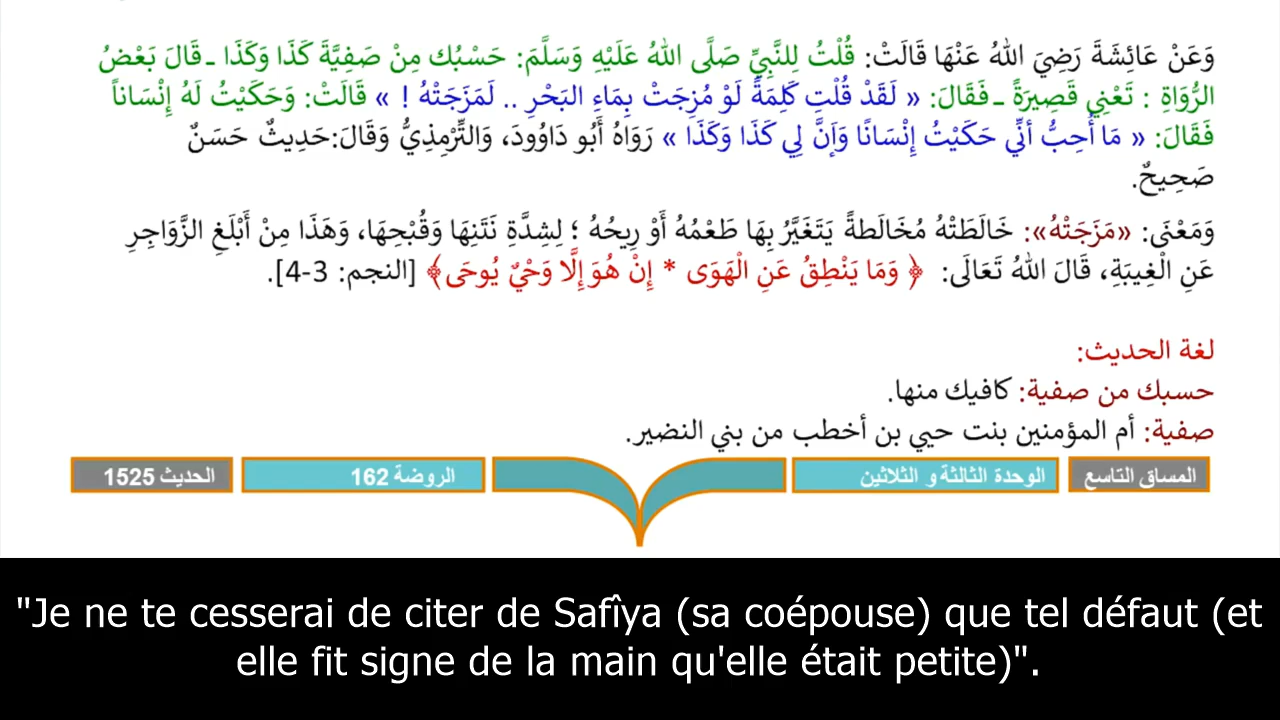 وَعَنْ عَائِشَةَ رَضِيَ اللهُ عَنْهَا قَالَتْ: قُلْتُ لِلنَّبِيِّ صَلَّى اللهُ عَلَيْهِ وَسَلَّمَ: حَسْبُك مِنْ صَفِيَّةَ كَذَا وَكَذَا ـ قَالَ بَعْضُ
الرُّوَاةِ : تَعْنِي قَصِيرَةً ـ فَقَالَ: « لَقَدْ قُلْتِ كَلِمَةً لَوْ مُزِجَتْ بِمَاءِ البَحْرِ .. لَمَزَجَتْهُ ! » قَالَتْ: وَحَكَيْتُ لَهُ إِنْسَاناً
فَقَالَ: « مَا أُحِبُّ أنِّي حَكَيْتُ إِنْسَانًا وَإنَّ لِي كَذَا وَكَذَا » رَوَاهُ أَبُو دَاوُودَ، وَالتِّرْمِذِيُّ وَقَالَ:حَدِيثٌ حَسَنٌ
صَحِيحٌ.
وَمَعْنَى: «مَزَجَتْهُ»: خَالَطَتْهُ مُخَالَطةً يَتَغَيَّرُ بِهَا طَعْمُهُ أَوْ رِيحُهُ ؛ لِشِدَّةِ نَتَنِهَا وَقُبْحِهَا، وَهَذَا مِنْ أَبْلَغِ الزَّوَاجِرِ
عَنِ الْغِيبَةِ، قَالَ اللهُ تَعَالَى: ﴿ وَمَا يَنْطِقُ عَنِ الْهَوَى * إِنْ هُوَ إِلَّا وَحْيٌ يُوحَى﴾ [النجم: 3-4].
لغة الحديث:
حسبك من صفية: كافيك منها.
صفية: أم المؤمنين بنت حيي بن أخطب من بني النضير.
المساق التاسع
الوحدة الثالثة و الثلاثين
الروضة 162
الحديث 1525
"Je ne te cesserai de citer de Safîya (sa coépouse) que tel défaut (et
elle fit signe de la main qu'elle était petite)".